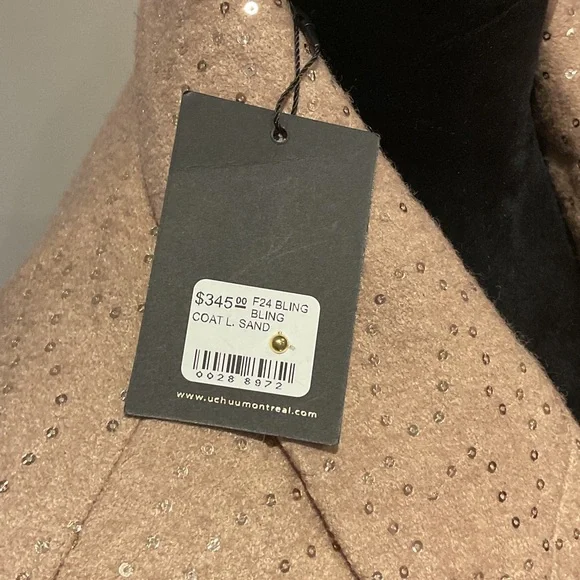 $345.00 F24 BLING
BLING
COAT L. SAND
0028 8972
www.uchuumontreal.com